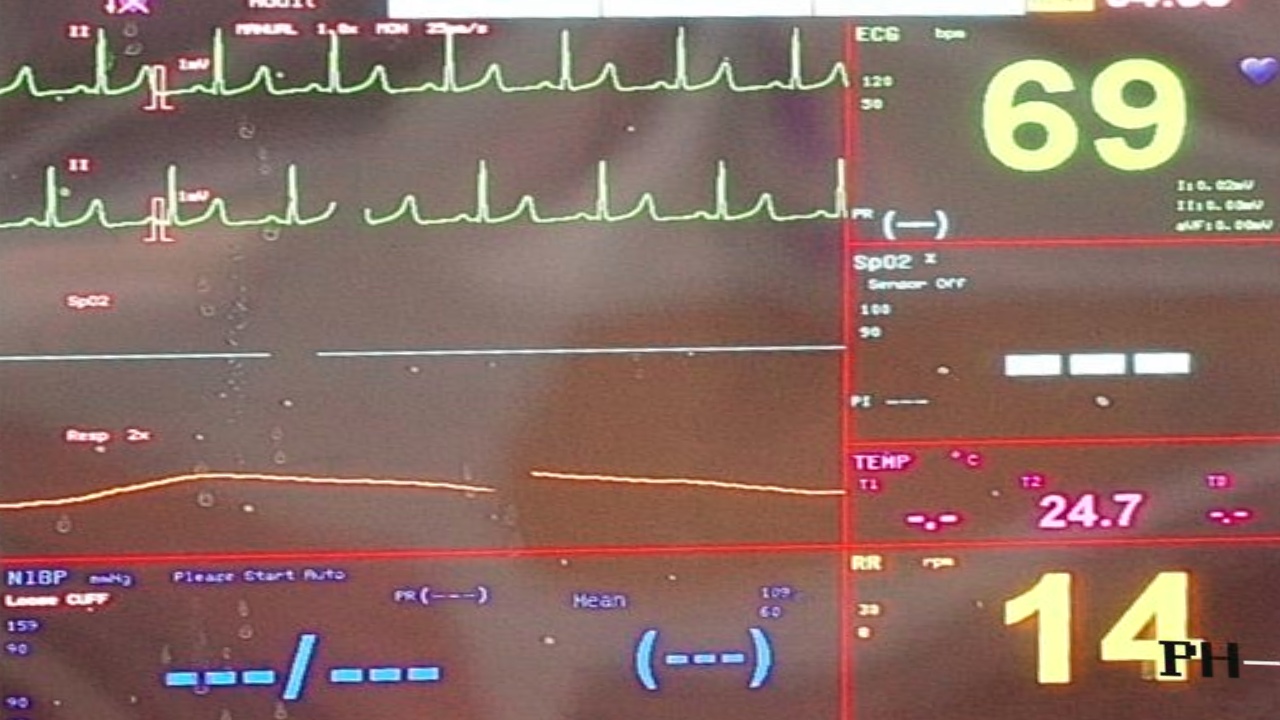 II
MANUAL 1.0x MON 25mm/s
1mV
II
1mV
SpO2
Resp 2x
ECG bpm
120
50
69
I:0.02mV
II:0.00mV
aVF:0.00mV
PR (---)
SpO2 %
Sensor Off
100
90
PI ---
TEMP °C
T1 T2 TD
-.- 24.7 -.-
NIBP mmHg Please Start Auto
Loose CUFF
PR(---)
Mean
109
60
159
90
---/--- (---)
90
RR rpm
30
8
14
PH